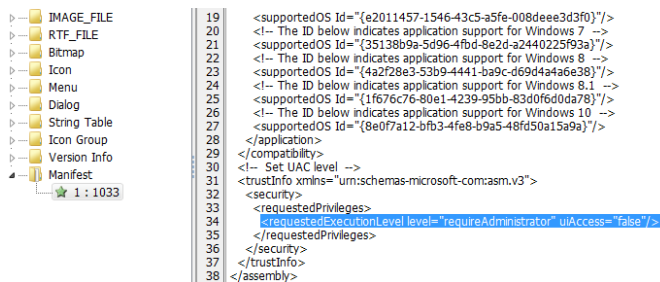 IMAGE_FILE
RTF_FILE
Bitmap
Icon
Menu
Dialog
String Table
Icon Group
Version Info
Manifest
1 : 1033
19 <supportedOS Id="{e2011457-1546-43c5-a5fe-008deee3d3f0}"/>
20 <!-- The ID below indicates application support for Windows 7 -->
21 <supportedOS Id="{35138b9a-5d96-4fbd-8e2d-a2440225f93a}"/>
22 <!-- The ID below indicates application support for Windows 8 -->
23 <supportedOS Id="{4a2f28e3-53b9-4441-ba9c-d69d4a4a6e38}"/>
24 <!-- The ID below indicates application support for Windows 8.1 -->
25 <supportedOS Id="{1f676c76-80e1-4239-95bb-83d0f6d0da78}"/>
26 <!-- The ID below indicates application support for Windows 10 -->
27 <supportedOS Id="{8e0f7a12-bfb3-4fe8-b9a5-48fd50a15a9a}"/>
28 </application>
29 </compatibility>
30 <!-- Set UAC level -->
31 <trustInfo xmlns="urn:schemas-microsoft-com:asm.v3">
32 <security>
33 <requestedPrivileges>
34 <requestedExecutionLevel level="requireAdministrator" uiAccess="false"/>
35 </requestedPrivileges>
36 </security>
37 </trustInfo>
38 </assembly>